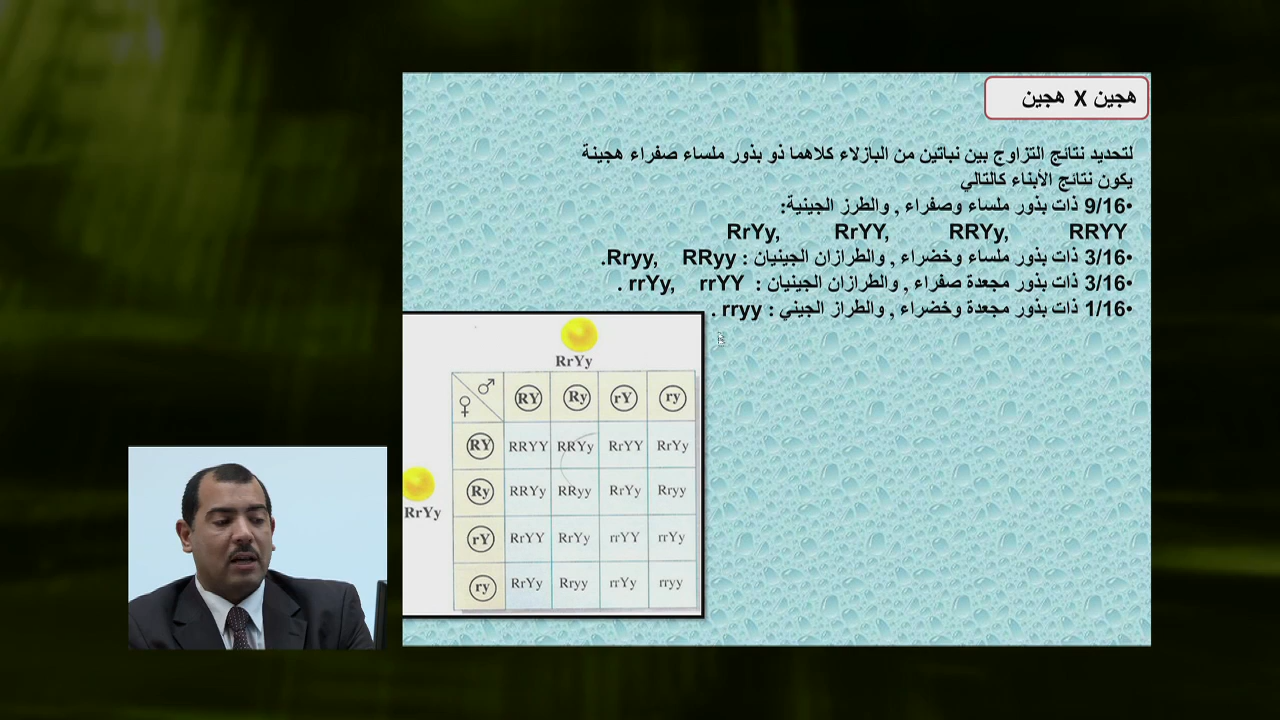 هجين X هجين
لتحديد نتائج التزاوج بين نباتين من البازلاء كلاهما ذو بذور ملساء صفراء هجينة
يكون نتائج الأبناء كالتالي
•9/16 ذات بذور ملساء وصفراء , والطرز الجينية:
RRYY RRYy, RrYY, RrYy,
•3/16 ذات بذور ملساء وخضراء , والطرازان الجينيان : RRyy Rryy,.
•3/16 ذات بذور مجعدة صفراء , والطرازان الجينيان : rrYY rrYy, .
•1/16 ذات بذور مجعدة وخضراء , والطراز الجيني : rryy .
RrYy
♂ ♀ RY Ry rY ry
RY RRYY RRYy RrYY RrYy
Ry RRYy RRyy RrYy Rryy
RrYy
rY RrYY RrYy rrYY rrYy
ry RrYy Rryy rrYy rryy